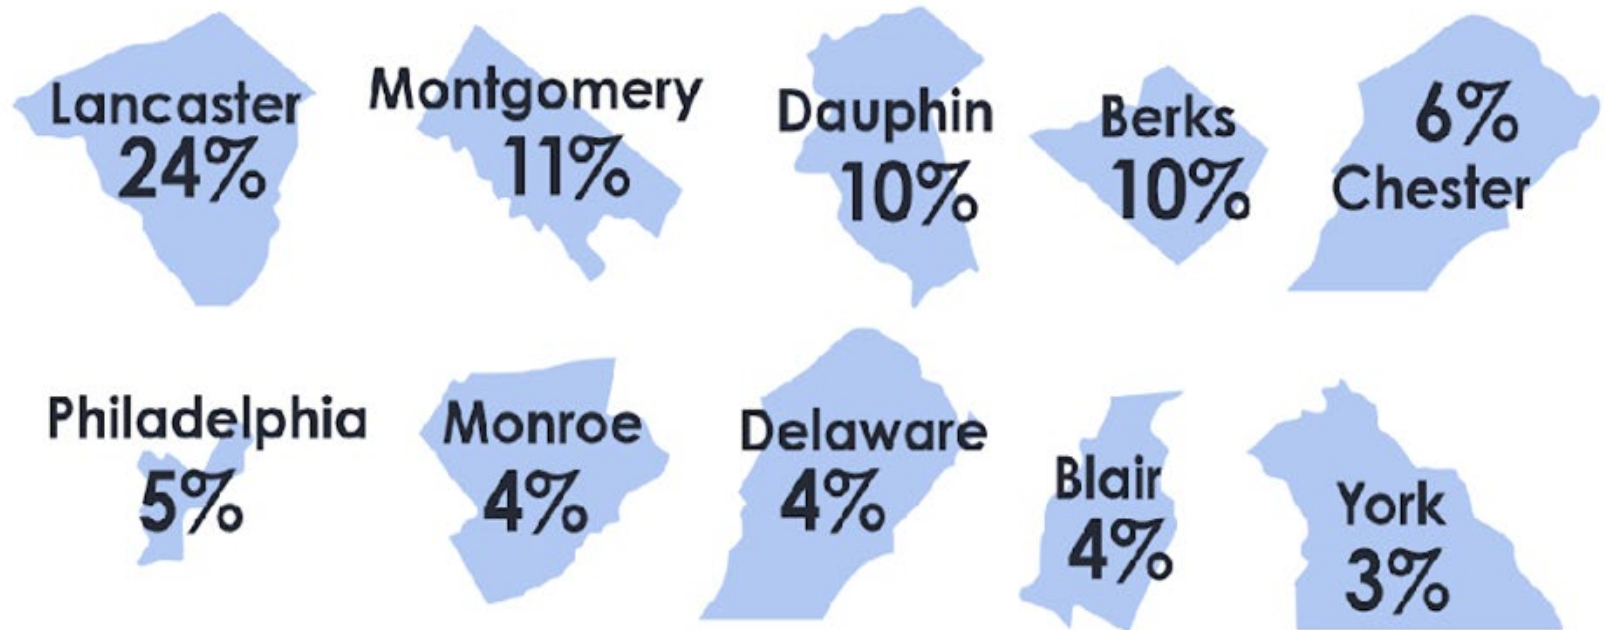 Lancaster
24%
Montgomery
11%
Dauphin
10%
Berks
10%
6%
Chester
Philadelphia
5%
Monroe
4%
Delaware
4%
Blair
4%
York
3%